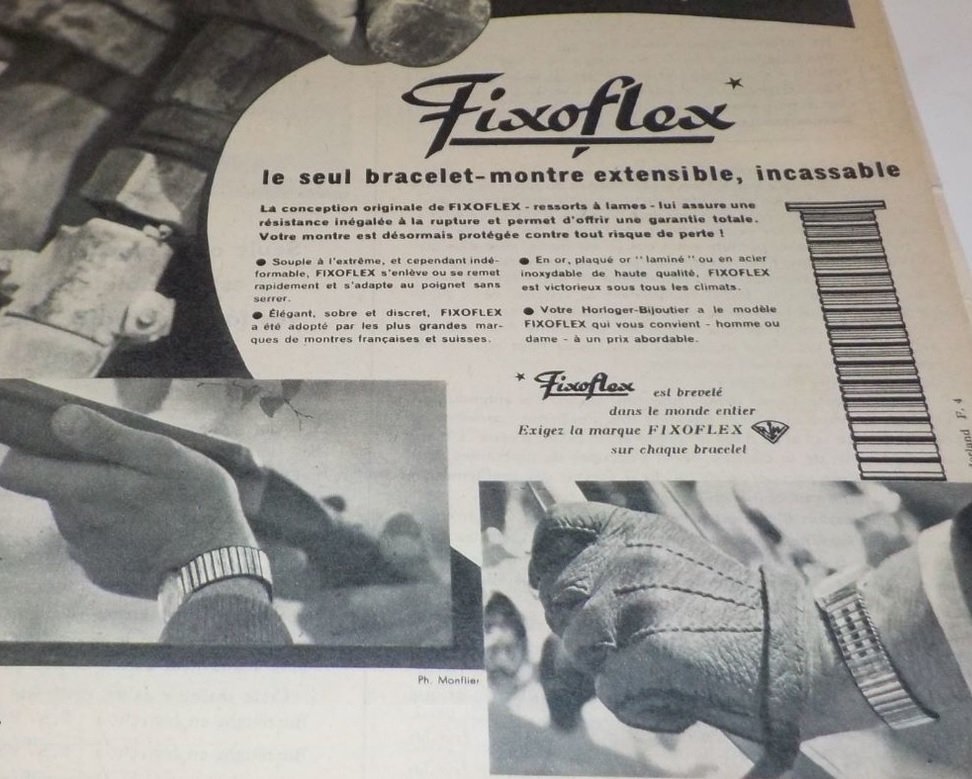 Fixoflex
le seul bracelet-montre extensible, incassable
La conception originale de FIXOFLEX - ressorts à lames - lui assure une
résistance inégalée à la rupture et permet d'offrir une garantie totale.
Votre montre est désormais protégée contre tout risque de perte !
● Souple à l'extrême, et cependant indé-
formable, FIXOFLEX s'enlève ou se remet
rapidement et s'adapte au poignet sans
serrer.
● Élégant, sobre et discret, FIXOFLEX
a été adopté par les plus grandes mar-
ques de montres françaises et suisses.
● En or, plaqué or "laminé" ou en acier
inoxydable de haute qualité, FIXOFLEX
est victorieux sous tous les climats.
● Votre Horloger-Bijoutier a le modèle
FIXOFLEX qui vous convient - homme ou
dame - à un prix abordable.
Fixoflex est breveté
dans le monde entier
Exigez la marque FIXOFLEX
sur chaque bracelet
F. 4
Ph. Monflier